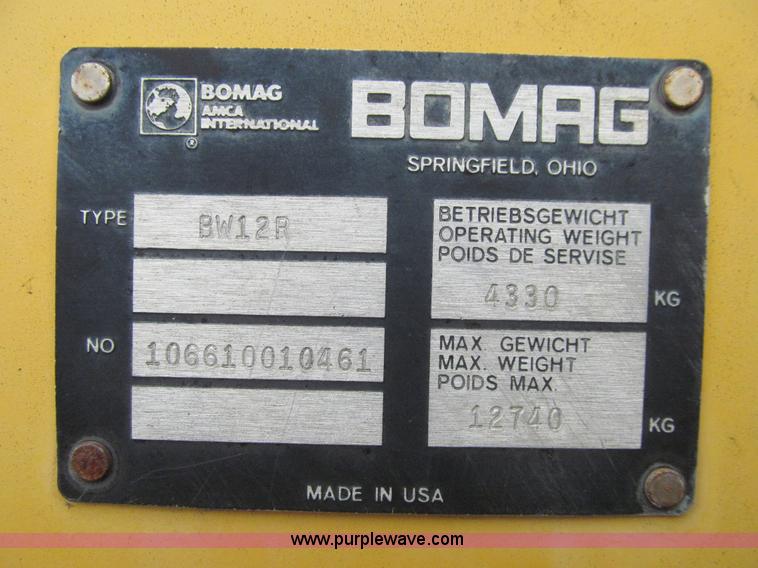 BOMAG
AMCA
INTERNATIONAL
®
BOMAG
SPRINGFIELD, OHIO
TYPE BW12R
BETRIEBSGEWICHT
OPERATING WEIGHT
POIDS DE SERVISE
4330 KG
NO 106610010461
MAX. GEWICHT
MAX. WEIGHT
POIDS MAX.
12740 KG
MADE IN USA
www.purplewave.com